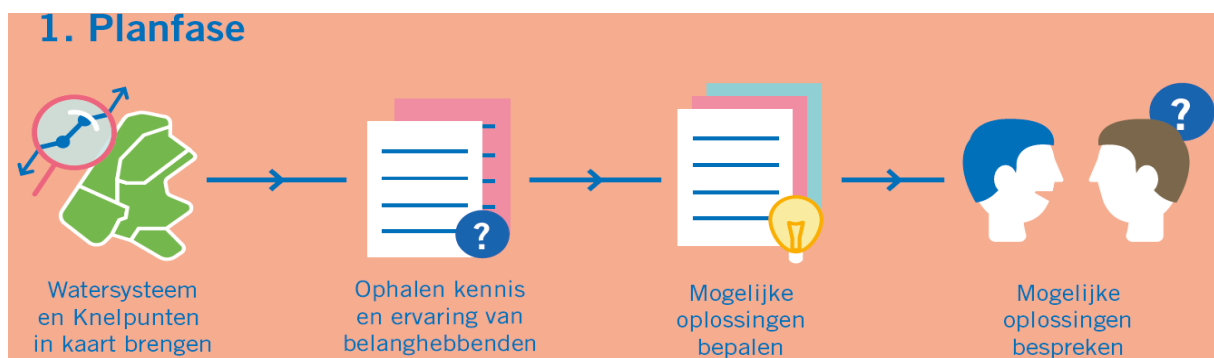 1. Planfase
?
?
Watersysteem
en Knelpunten
in kaart brengen
Ophalen kennis
en ervaring van
belanghebbenden
Mogelijke
oplossingen
bepalen
Mogelijke
oplossingen
bespreken